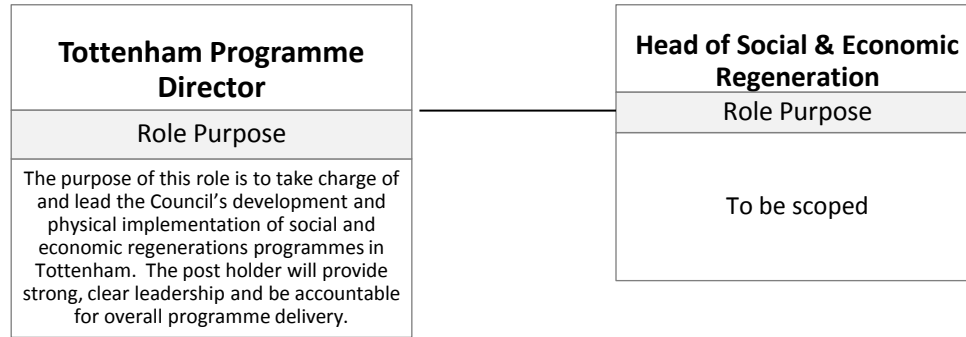 Tottenham Programme
Director
Role Purpose
The purpose of this role is to take charge of
and lead the Council's development and
physical implementation of social and
economic regenerations programmes in
Tottenham.  The post holder will provide
strong, clear leadership and be accountable
for overall programme delivery.
Head of Social & Economic
Regeneration
Role Purpose
To be scoped